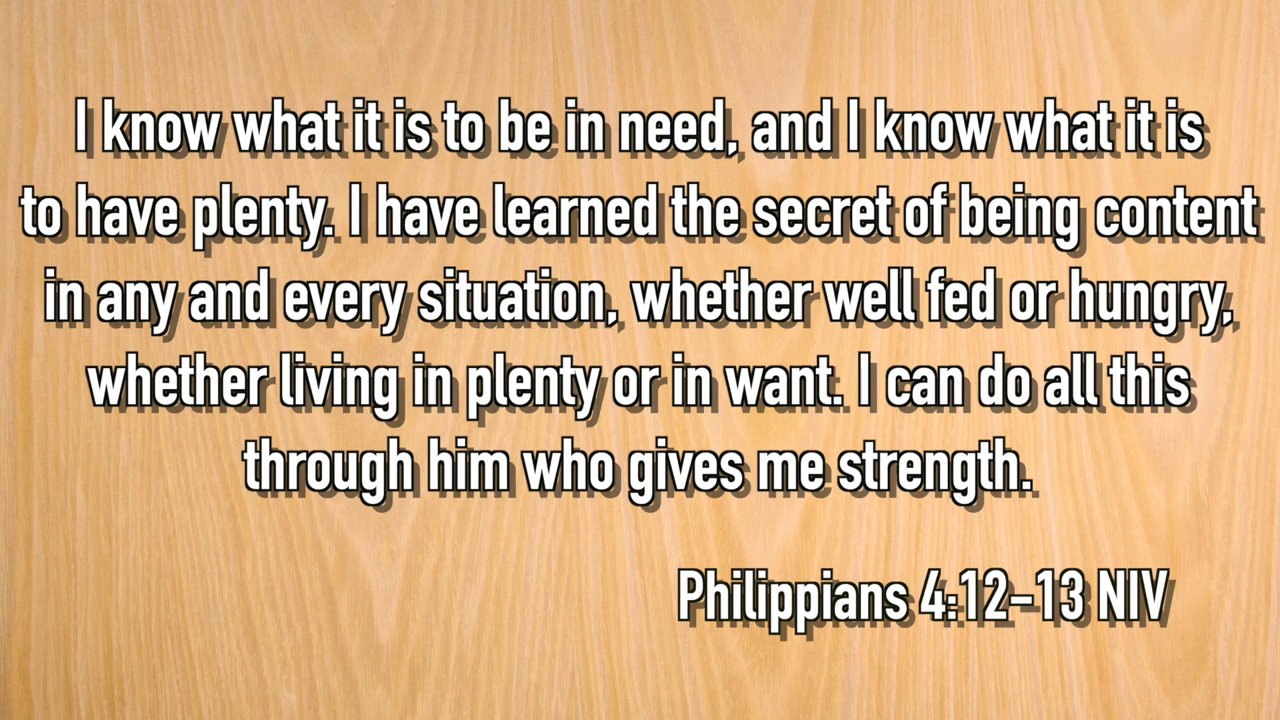 I know what it is to be in need, and I know what it is
to have plenty. I have learned the secret of being content
in any and every situation, whether well fed or hungry,
whether living in plenty or in want. I can do all this
through him who gives me strength.
Philippians 4:12–13 NIV